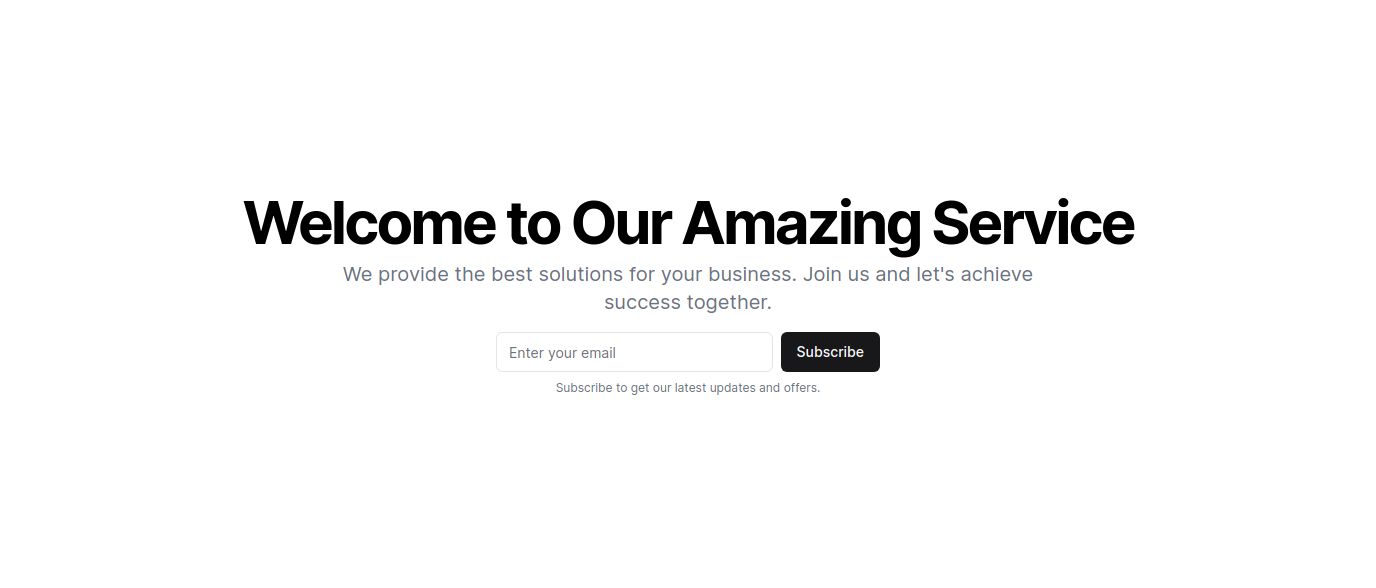 Welcome to Our Amazing Service
We provide the best solutions for your business. Join us and let's achieve
success together.
Enter your email
Subscribe
Subscribe to get our latest updates and offers.